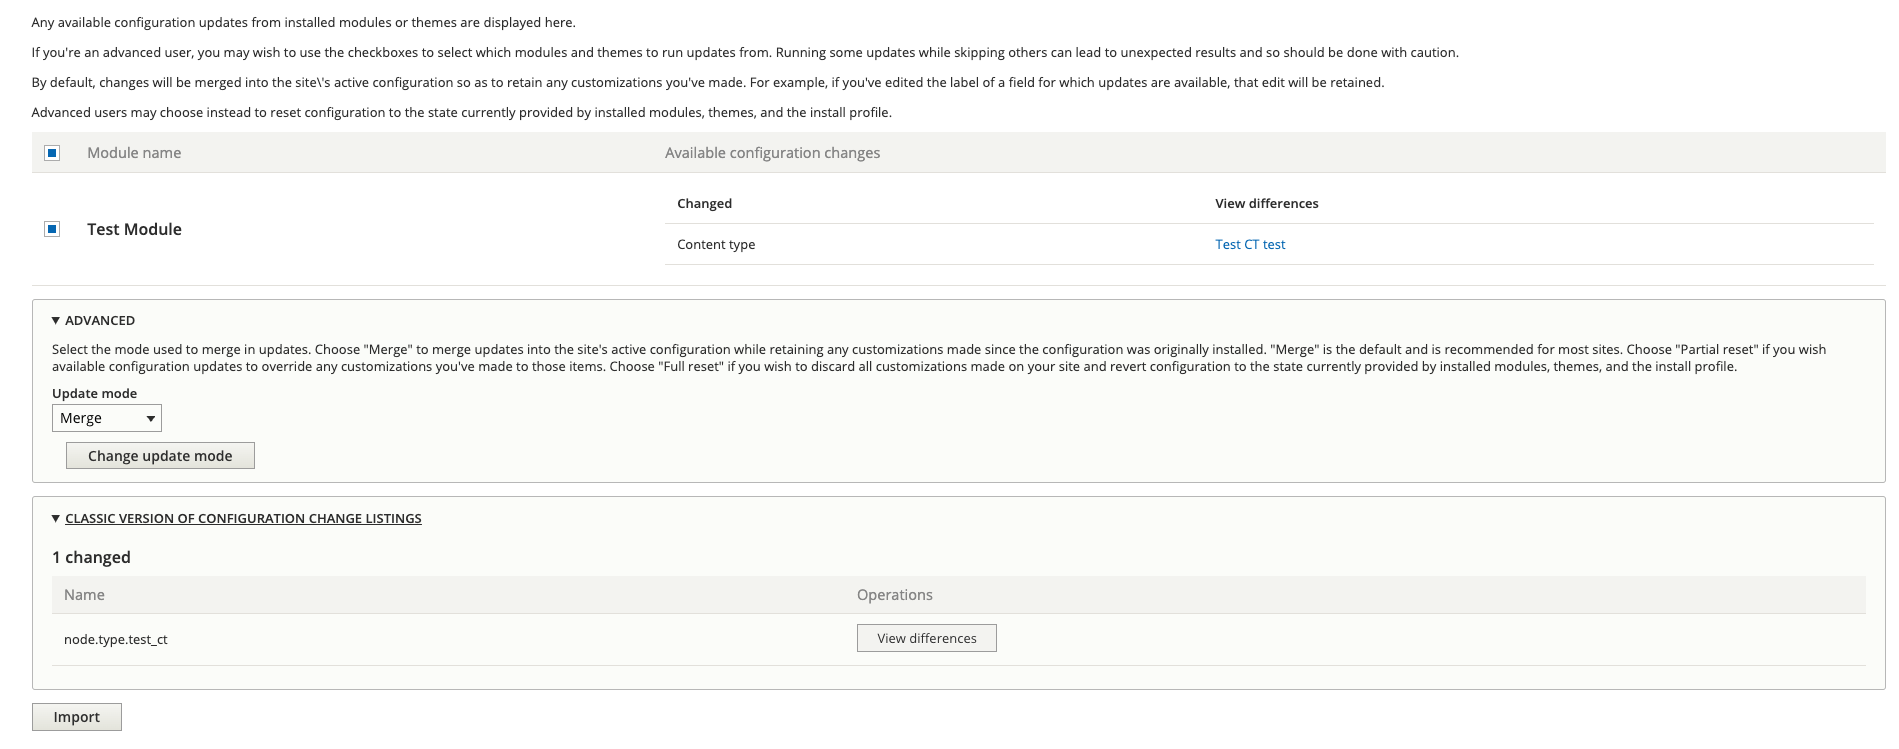 Any available configuration updates from installed modules or themes are displayed here.
If you're an advanced user, you may wish to use the checkboxes to select which modules and themes to run updates from. Running some updates while skipping others can lead to unexpected results and so should be done with caution.
By default, changes will be merged into the site\'s active configuration so as to retain any customizations you've made. For example, if you've edited the label of a field for which updates are available, that edit will be retained.
Advanced users may choose instead to reset configuration to the state currently provided by installed modules, themes, and the install profile.
Module name Available configuration changes
Changed View differences
Test Module
Content type Test CT test
▼ ADVANCED
Select the mode used to merge in updates. Choose "Merge" to merge updates into the site's active configuration while retaining any customizations made since the configuration was originally installed. "Merge" is the default and is recommended for most sites. Choose "Partial reset" if you wish
available configuration updates to override any customizations you've made to those items. Choose "Full reset" if you wish to discard all customizations made on your site and revert configuration to the state currently provided by installed modules, themes, and the install profile.
Update mode
Merge
Change update mode
▼ CLASSIC VERSION OF CONFIGURATION CHANGE LISTINGS
1 changed
Name Operations
node.type.test_ct View differences
Import